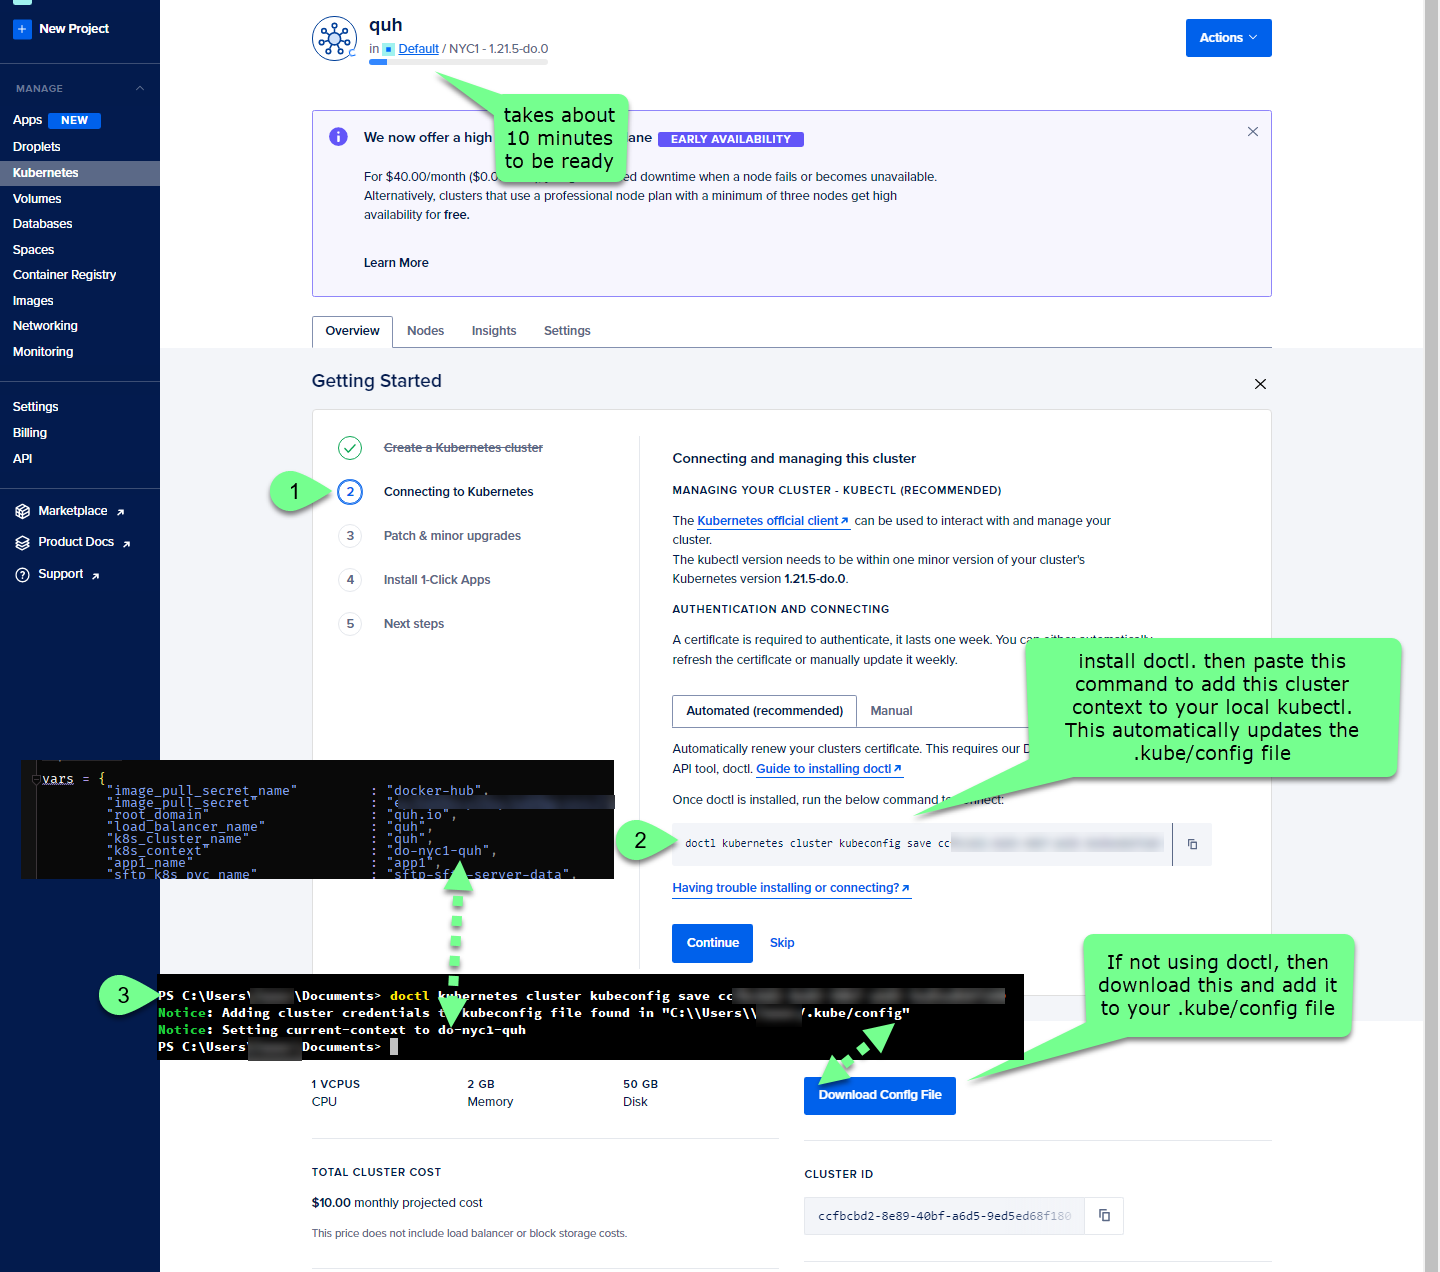 New Project
MANAGE
Apps NEW
Droplets
Kubernetes
Volumes
Databases
Spaces
Container Registry
Images
Networking
Monitoring
Settings
Billing
API
Marketplace
Product Docs
Support
quh
in Default / NYC1 - 1.21.5-do.0
Actions
takes about
10 minutes
to be ready
We now offer a high ane EARLY AVAILABILITY
For $40.00/month ($0.0 ed downtime when a node fails or becomes unavailable.
Alternatively, clusters that use a professional node plan with a minimum of three nodes get high
availability for free.
Learn More
Overview Nodes Insights Settings
Getting Started
Create a Kubernetes cluster
1
2 Connecting to Kubernetes
3 Patch & minor upgrades
4 Install 1-Click Apps
5 Next steps
Connecting and managing this cluster
MANAGING YOUR CLUSTER - KUBECTL (RECOMMENDED)
The Kubernetes official client can be used to interact with and manage your
cluster.
The kubectl version needs to be within one minor version of your cluster's
Kubernetes version 1.21.5-do.0.
AUTHENTICATION AND CONNECTING
A certificate is required to authenticate, it lasts one week. You can either automatically
refresh the certificate or manually update it weekly.
install doctl. then paste this
command to add this cluster
context to your local kubectl.
This automatically updates the
.kube/config file
Automated (recommended) Manual
Automatically renew your clusters certificate. This requires our D
API tool, doctl. Guide to installing doctl
Once doctl is installed, run the below command to connect:
2
doctl kubernetes cluster kubeconfig save cc
Having trouble installing or connecting?
Continue Skip
vars = {
"image_pull_secret_name" : "docker-hub",
"image_pull_secret" : "e
"root_domain" : "quh.io",
"load_balancer_name" : "quh",
"k8s_cluster_name" : "quh",
"k8s_context" : "do-nyc1-quh",
"app1_name" : "app1",
"sftp_k8s_pvc_name" : "sftp-sftp-server-data",
If not using doctl, then
download this and add it
to your .kube/config file
3
PS C:\Users\ \Documents> doctl kubernetes cluster kubeconfig save cc
Notice: Adding cluster credentials to kubeconfig file found in "C:\\Users\\ /.kube/config"
Notice: Setting current-context to do-nyc1-quh
PS C:\Users\ Documents>
1 VCPUS 2 GB 50 GB
CPU Memory Disk
Download Config File
TOTAL CLUSTER COST
$10.00 monthly projected cost
This price does not include load balancer or block storage costs.
CLUSTER ID
ccfbcbd2-8e89-40bf-a6d5-9ed5ed68f180